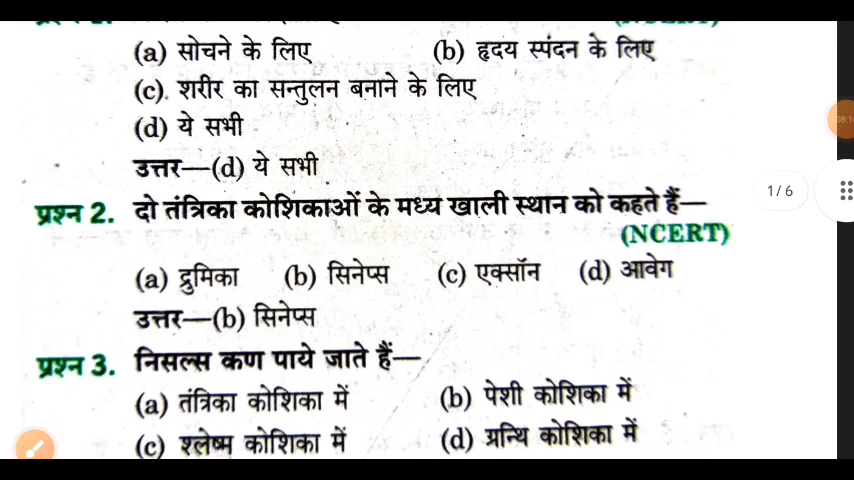 (a) सोचने के लिए (b) हृदय स्पंदन के लिए
(c). शरीर का सन्तुलन बनाने के लिए
(d) ये सभी
उत्तर—(d) ये सभी
प्रश्न 2. दो तंत्रिका कोशिकाओं के मध्य खाली स्थान को कहते हैं—
(NCERT)
(a) द्रुमिका (b) सिनेप्स (c) एक्सॉन (d) आवेग
उत्तर—(b) सिनेप्स
प्रश्न 3. निसल्स कण पाये जाते हैं—
(a) तंत्रिका कोशिका में (b) पेशी कोशिका में
(c) श्लेष्म कोशिका में (d) ग्रन्थि कोशिका में
1/6